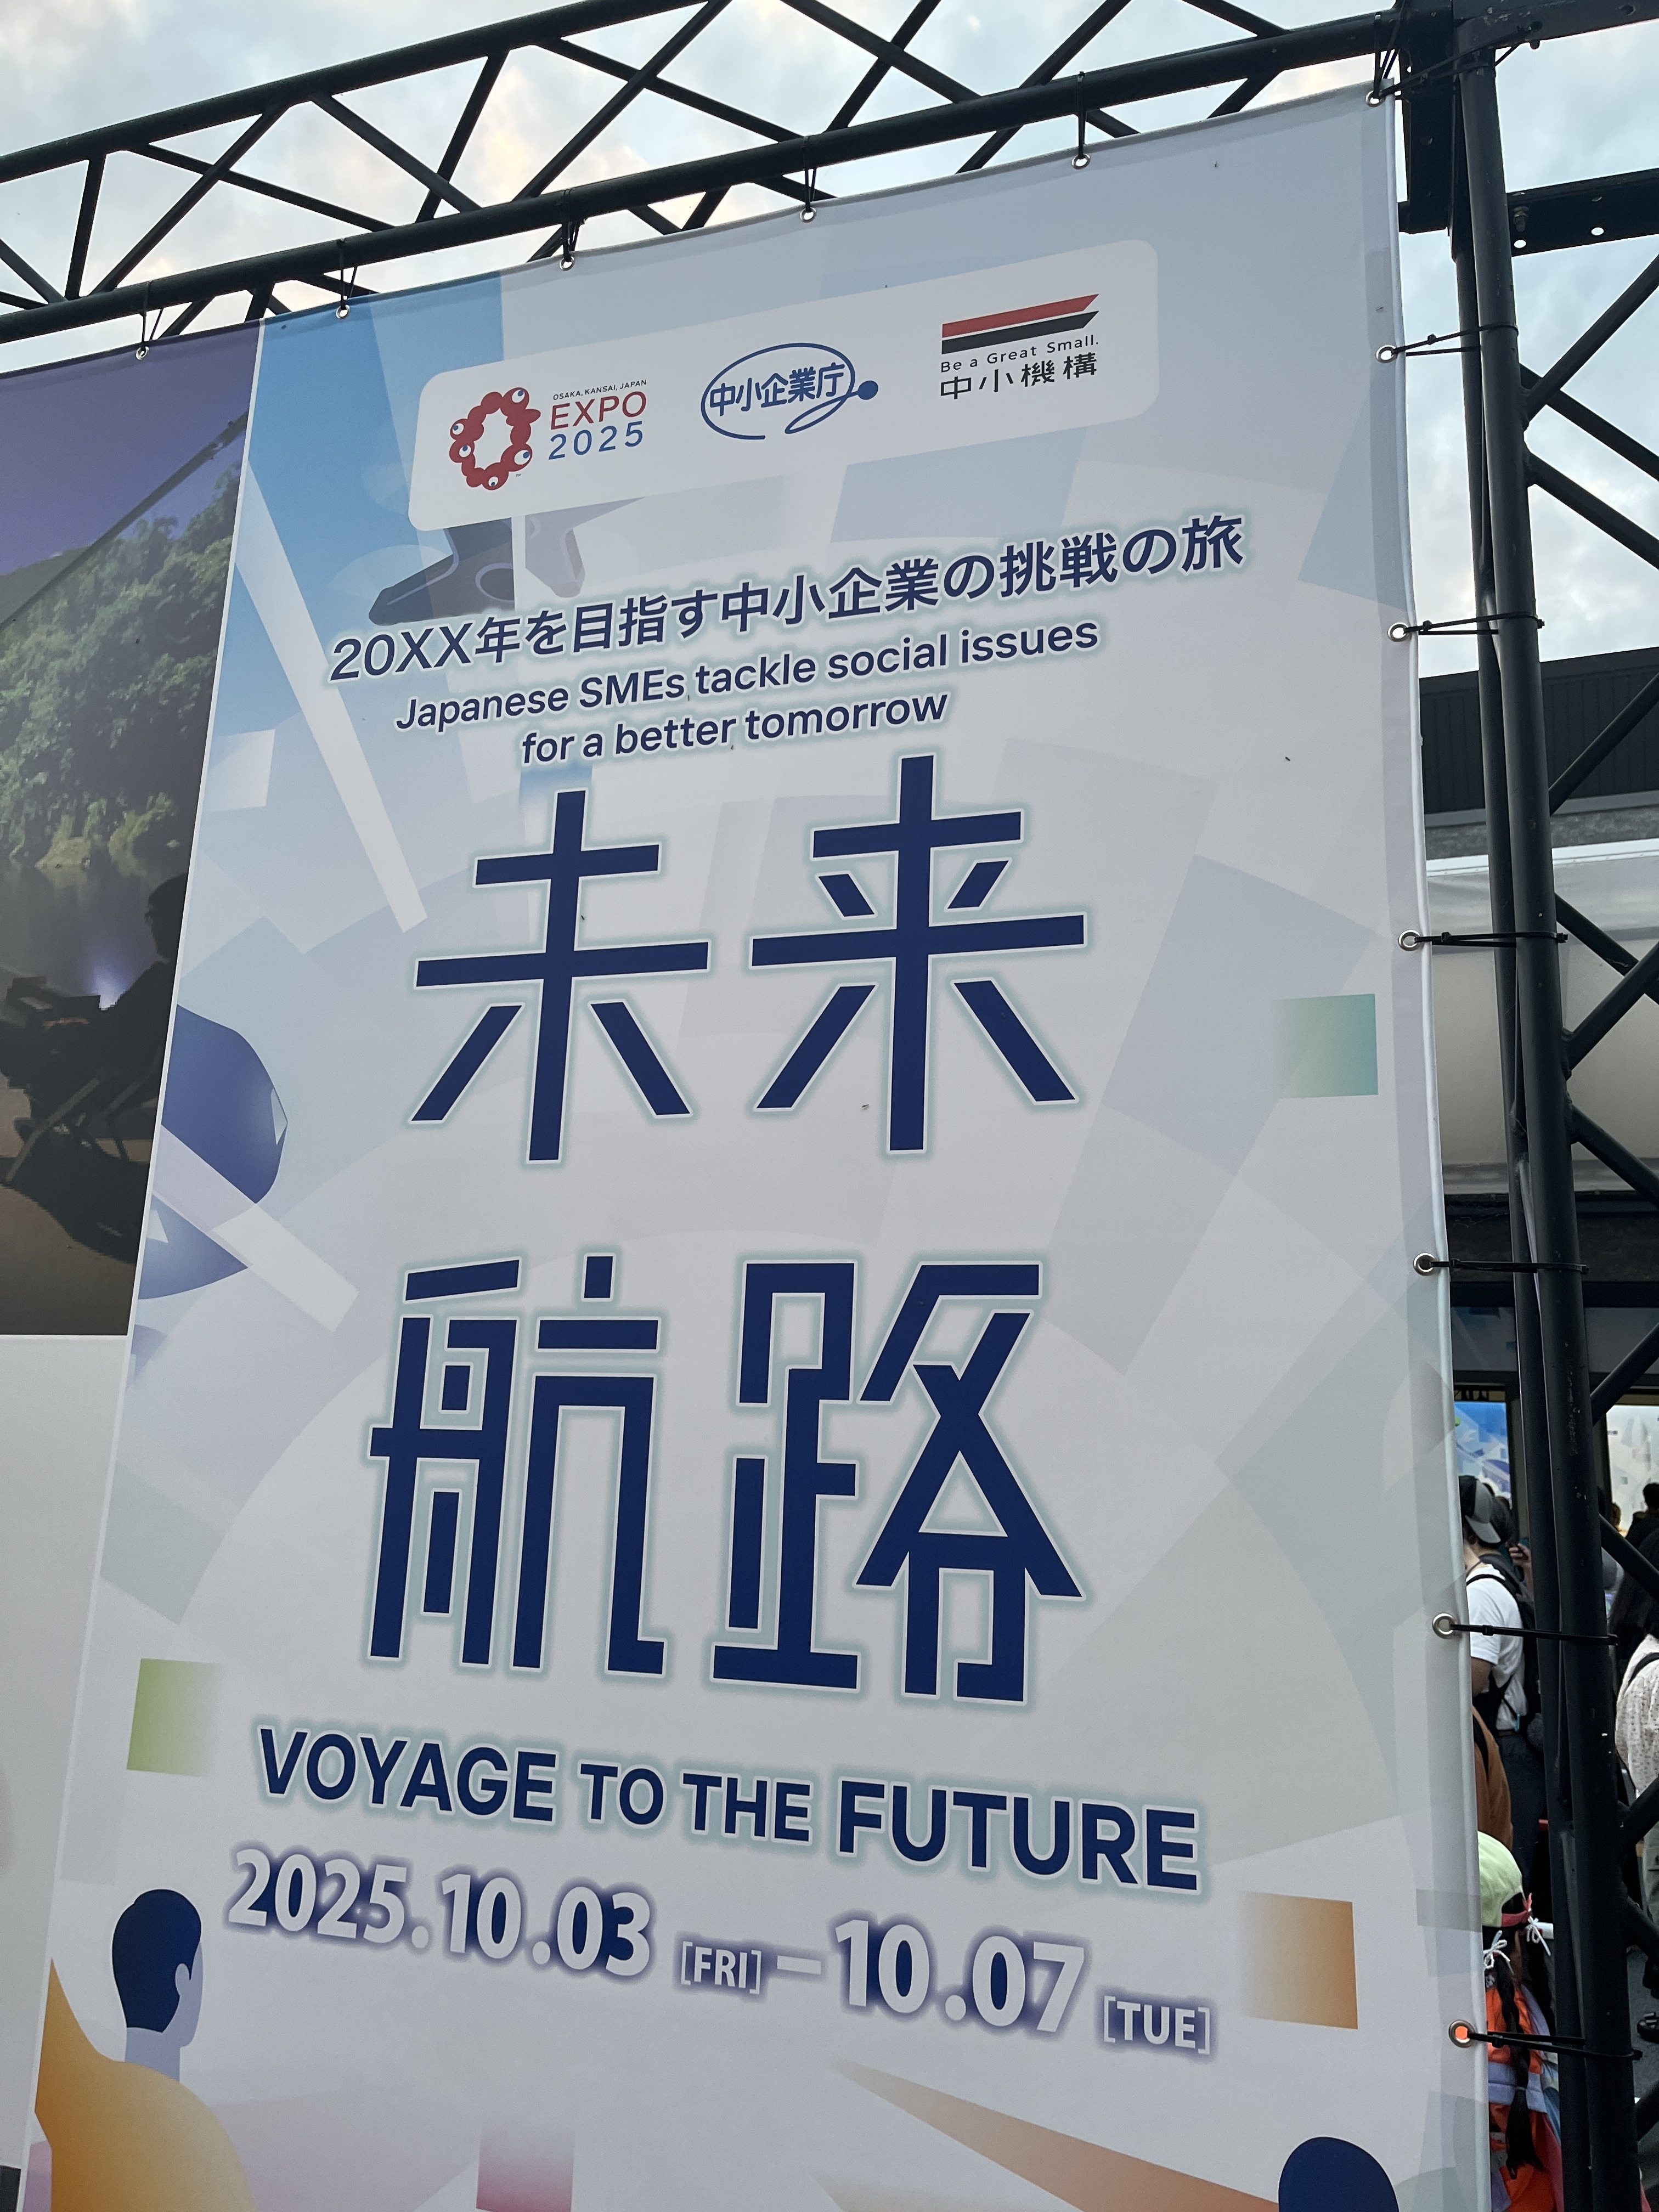 OSAKA, KANSAI, JAPAN
EXPO
2025
中小企業庁
Be a Great Small.
中小機構
20XX年を目指す中小企業の挑戦の旅
Japanese SMEs tackle social issues
for a better tomorrow
未来
航路
VOYAGE TO THE FUTURE
2025.10.03 [FRI] — 10.07 [TUE]